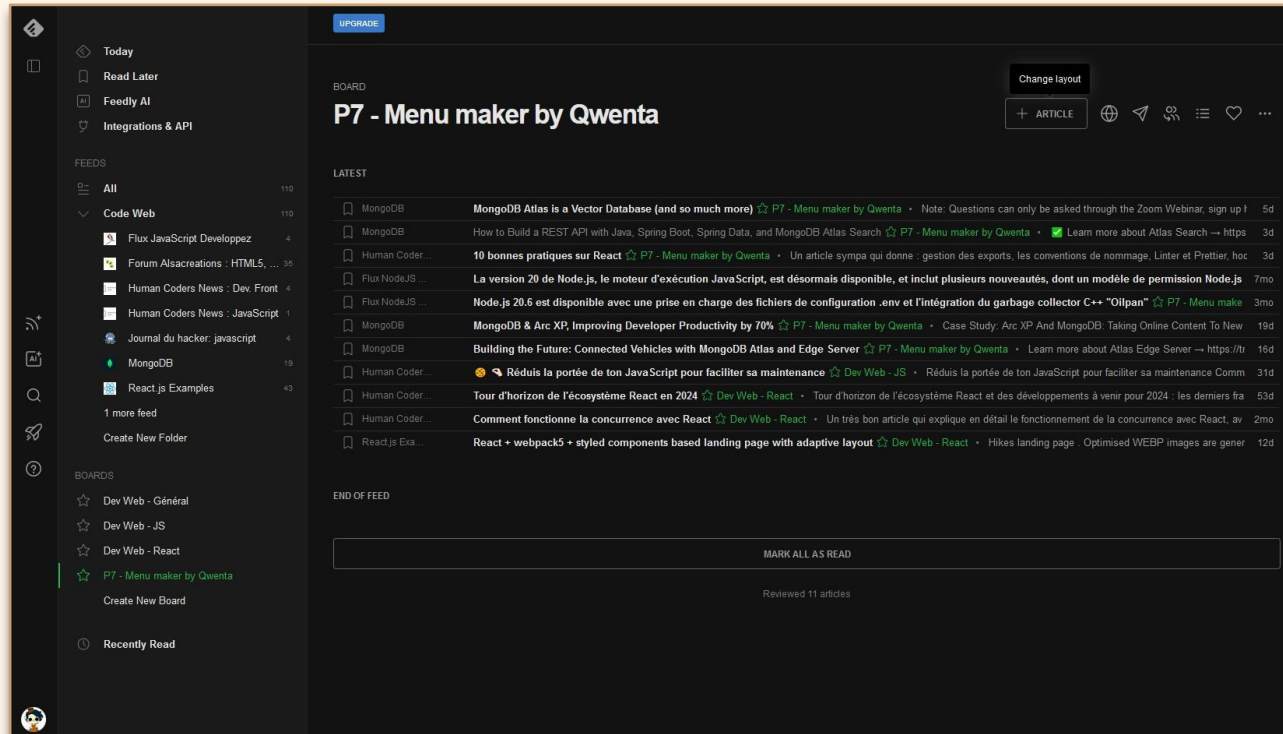 UPGRADE
Today
Read Later
AI Feedly AI
Integrations & API
FEEDS
All 110
Code Web 110
Flux JavaScript Developpez 4
Forum Alsacreations : HTML5, ... 35
Human Coders News : Dev. Front 4
Human Coders News : JavaScript 1
Journal du hacker: javascript 4
MongoDB 19
React.js Examples 43
1 more feed
Create New Folder
BOARDS
Dev Web - Général
Dev Web - JS
Dev Web - React
P7 - Menu maker by Qwenta
Create New Board
Recently Read
AI
Change layout
BOARD
P7 - Menu maker by Qwenta
+ ARTICLE
LATEST
MongoDB MongoDB Atlas is a Vector Database (and so much more) P7 - Menu maker by Qwenta • Note: Questions can only be asked through the Zoom Webinar, sign up 5d
MongoDB How to Build a REST API with Java, Spring Boot, Spring Data, and MongoDB Atlas Search P7 - Menu maker by Qwenta • ✅ Learn more about Atlas Search → https 3d
Human Coder... 10 bonnes pratiques sur React P7 - Menu maker by Qwenta • Un article sympa qui donne : gestion des exports, les conventions de nommage, Linter et Prettier, hoc 3d
Flux NodeJS ... La version 20 de Node.js, le moteur d'exécution JavaScript, est désormais disponible, et inclut plusieurs nouveautés, dont un modèle de permission Node.js 7mo
Flux NodeJS ... Node.js 20.6 est disponible avec une prise en charge des fichiers de configuration .env et l'intégration du garbage collector C++ "Oilpan" P7 - Menu make 3mo
MongoDB MongoDB & Arc XP, Improving Developer Productivity by 70% P7 - Menu maker by Qwenta • Case Study: Arc XP And MongoDB: Taking Online Content To New 19d
MongoDB Building the Future: Connected Vehicles with MongoDB Atlas and Edge Server P7 - Menu maker by Qwenta • Learn more about Atlas Edge Server → https://tr 16d
Human Coder... Réduis la portée de ton JavaScript pour faciliter sa maintenance Dev Web - JS • Réduis la portée de ton JavaScript pour faciliter sa maintenance Comm 31d
Human Coder... Tour d'horizon de l'écosystème React en 2024 Dev Web - React • Tour d'horizon de l'écosystème React et des développements à venir pour 2024 : les derniers fra 53d
Human Coder... Comment fonctionne la concurrence avec React Dev Web - React • Un très bon article qui explique en détail le fonctionnement de la concurrence avec React, av 2mo
React.js Exa... React + webpack5 + styled components based landing page with adaptive layout Dev Web - React • Hikes landing page . Optimised WEBP images are gener 12d
END OF FEED
MARK ALL AS READ
Reviewed 11 articles